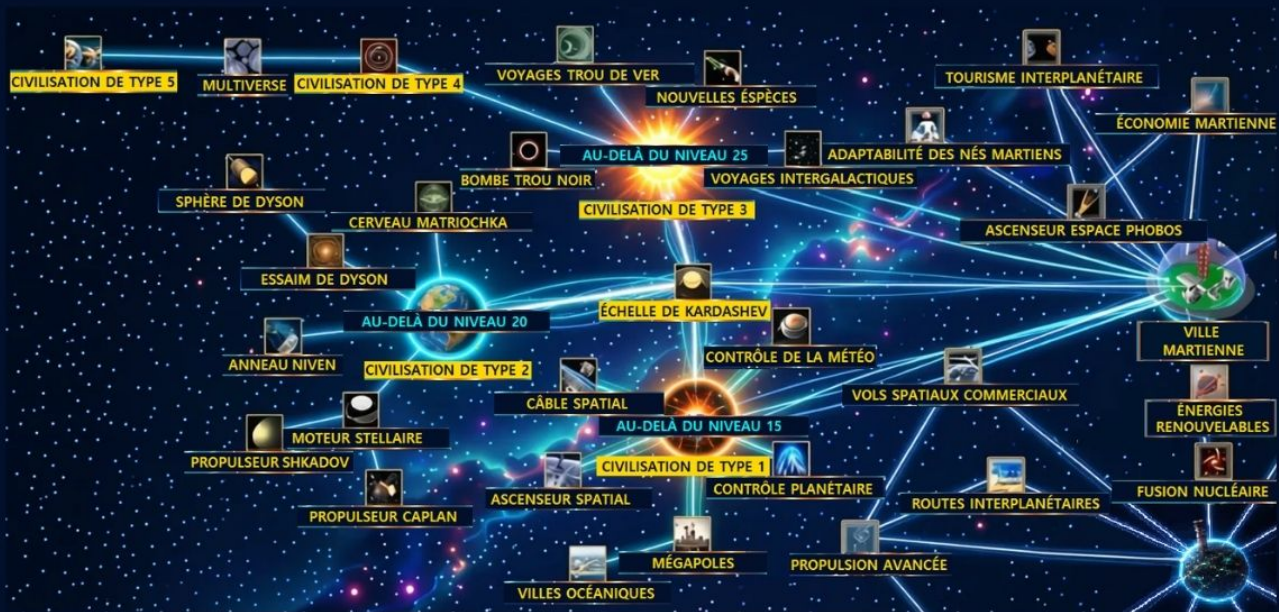 VOYAGES TROU DE VER
TOURISME INTERPLANÉTAIRE
CIVILISATION DE TYPE 5
MULTIVERSE
CIVILISATION DE TYPE 4
NOUVELLES ÉSPÈCES
ÉCONOMIE MARTIENNE
AU-DELÀ DU NIVEAU 25
ADAPTABILITÉ DES NÉS MARTIENS
BOMBE TROU NOIR
VOYAGES INTERGALACTIQUES
SPHÈRE DE DYSON
CERVEAU MATRIOCHKA
CIVILISATION DE TYPE 3
ASCENSEUR ESPACE PHOBOS
ESSAIM DE DYSON
ÉCHELLE DE KARDASHEV
AU-DELÀ DU NIVEAU 20
VILLE
MARTIENNE
ANNEAU NIVEN
CIVILISATION DE TYPE 2
CONTRÔLE DE LA MÉTÉO
CÂBLE SPATIAL
VOLS SPATIAUX COMMERCIAUX
ÉNERGIES
RENOUVELABLES
AU-DELÀ DU NIVEAU 15
MOTEUR STELLAIRE
PROPULSEUR SHKADOV
CIVILISATION DE TYPE 1
CONTRÔLE PLANÉTAIRE
FUSION NUCLÉAIRE
ASCENSEUR SPATIAL
ROUTES INTERPLANÉTAIRES
PROPULSEUR CAPLAN
MÉGAPOLES
PROPULSION AVANCÉE
VILLES OCÉANIQUES